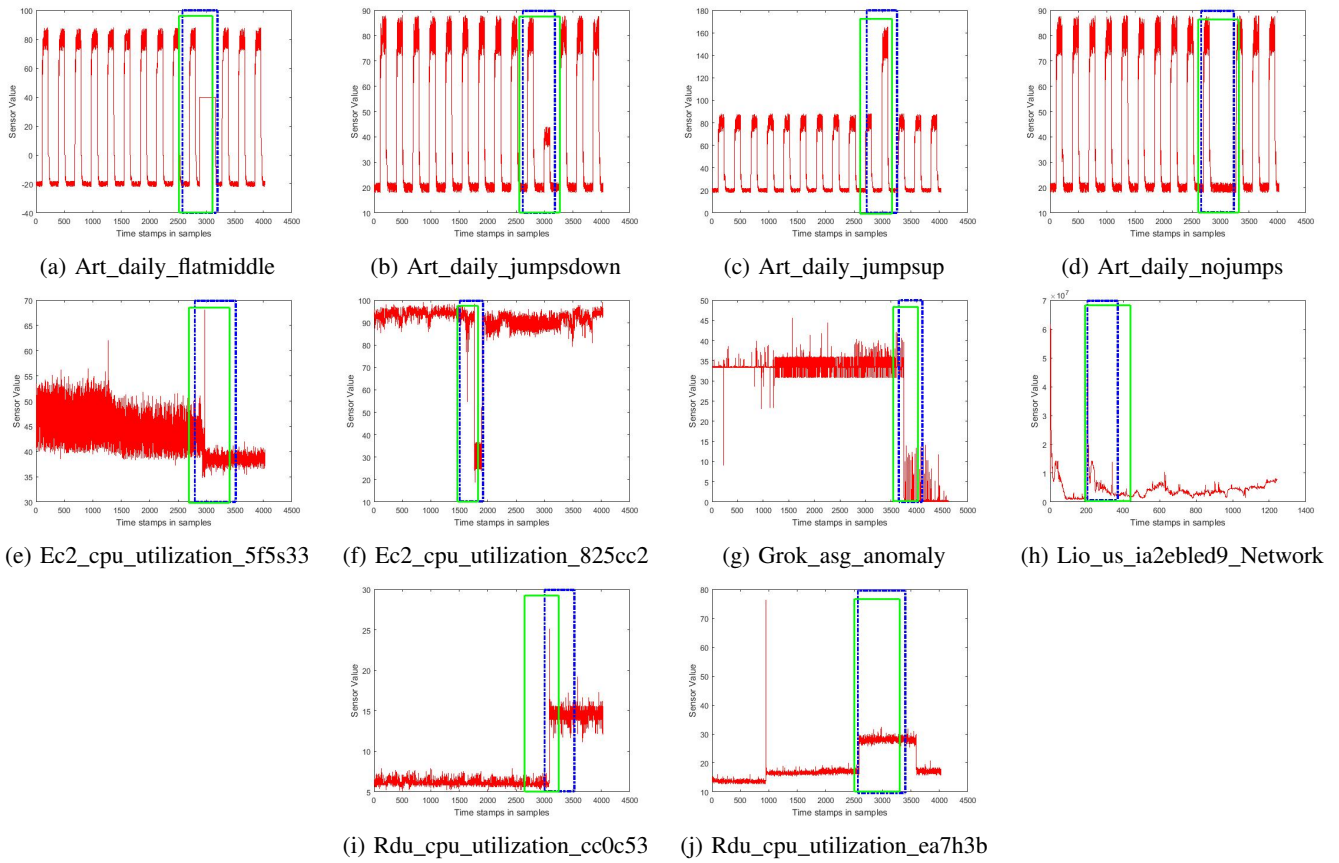 100
80
60
40
20
0
-20
-40
0 500 1000 1500 2000 2500 3000 3500 4000 4500
Sensor Value
Time stamps in samples
(a) Art_daily_flatmiddle
90
80
70
60
50
40
30
20
10
0 500 1000 1500 2000 2500 3000 3500 4000 4500
Sensor Value
Time stamps in samples
(b) Art_daily_jumpsdown
180
160
140
120
100
80
60
40
20
0
0 500 1000 1500 2000 2500 3000 3500 4000 4500
Sensor Value
Time stamps in samples
(c) Art_daily_jumpsup
90
80
70
60
50
40
30
20
10
0 500 1000 1500 2000 2500 3000 3500 4000 4500
Sensor Value
Time stamps in samples
(d) Art_daily_nojumps
70
65
60
55
50
45
40
35
30
0 500 1000 1500 2000 2500 3000 3500 4000 4500
Sensor Value
Time stamps in samples
(e) Ec2_cpu_utilization_5f5s33
100
90
80
70
60
50
40
30
20
10
0 500 1000 1500 2000 2500 3000 3500 4000 4500
Sensor Value
Time stamps in samples
(f) Ec2_cpu_utilization_825cc2
50
45
40
35
30
25
20
15
10
5
0
0 500 1000 1500 2000 2500 3000 3500 4000 4500 5000
Sensor Value
Time stamps in samples
(g) Grok_asg_anomaly
×10⁷
7
6
5
4
3
2
1
0
0 200 400 600 800 1000 1200 1400
Sensor Value
Time stamps in samples
(h) Lio_us_ia2ebled9_Network
30
25
20
15
10
5
0 500 1000 1500 2000 2500 3000 3500 4000 4500
Sensor Value
Time stamps in samples
(i) Rdu_cpu_utilization_cc0c53
80
70
60
50
40
30
20
10
0 500 1000 1500 2000 2500 3000 3500 4000 4500
Sensor Value
Time stamps in samples
(j) Rdu_cpu_utilization_ea7h3b